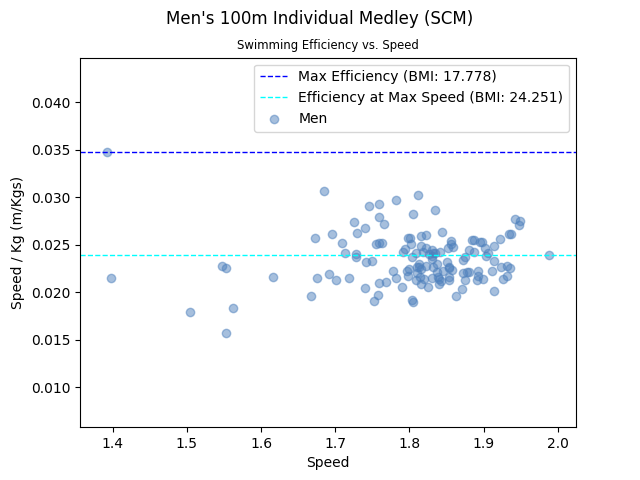 Men's 100m Individual Medley (SCM)
Swimming Efficiency vs. Speed
Max Efficiency (BMI: 17.778)
Efficiency at Max Speed (BMI: 24.251)
Men
Speed / Kg (m/Kgs)
0.040
0.035
0.030
0.025
0.020
0.015
0.010
1.4 1.5 1.6 1.7 1.8 1.9 2.0
Speed